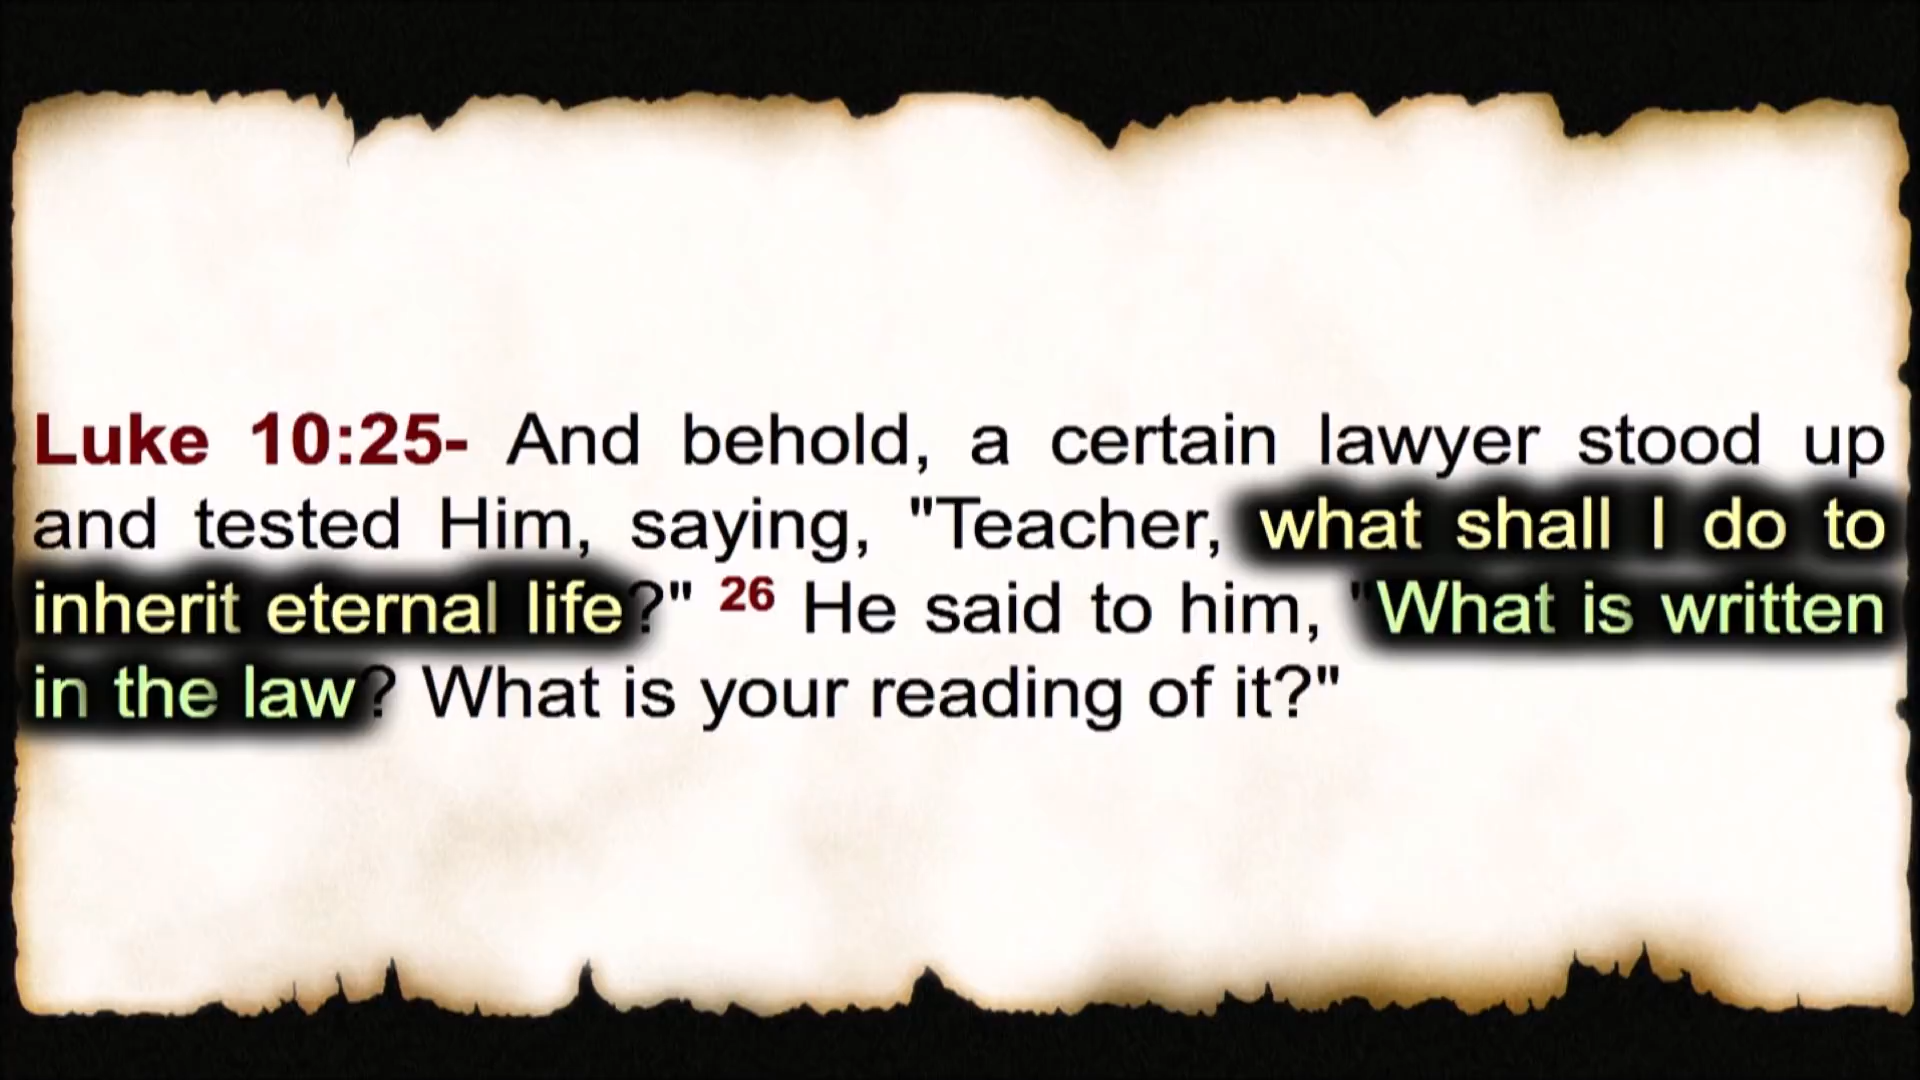 Luke 10:25- And behold, a certain lawyer stood up
and tested Him, saying, "Teacher, what shall I do to
inherit eternal life?" 26 He said to him, "What is written
in the law? What is your reading of it?"